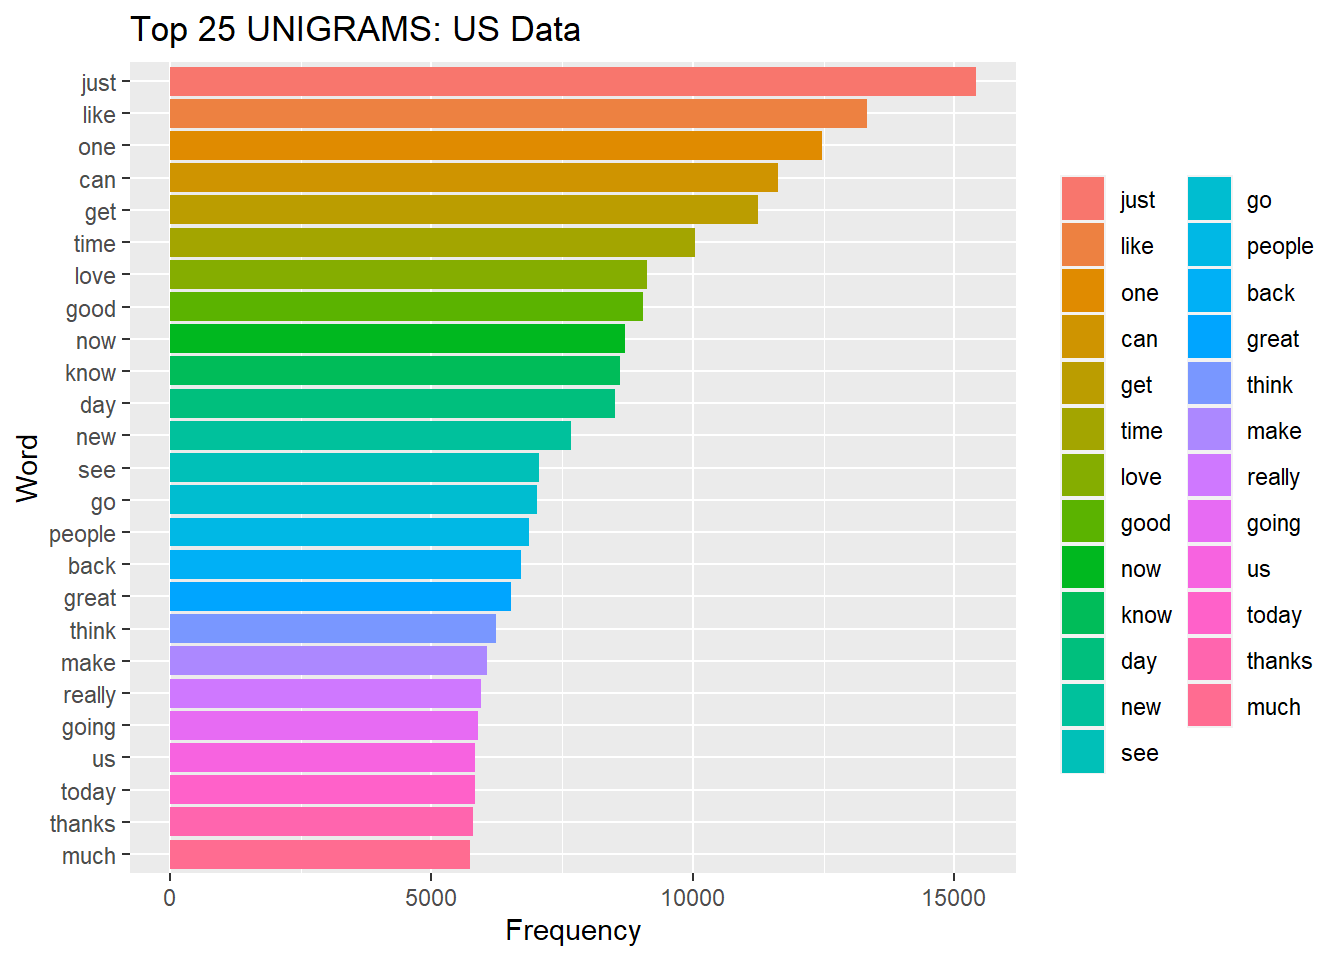 Top 25 UNIGRAMS: US Data
Word
just
like
one
can
get
time
love
good
now
know
day
new
see
go
people
back
great
think
make
really
going
us
today
thanks
much
0 5000 10000 15000
Frequency
just
like
one
can
get
time
love
good
now
know
day
new
see
go
people
back
great
think
make
really
going
us
today
thanks
much